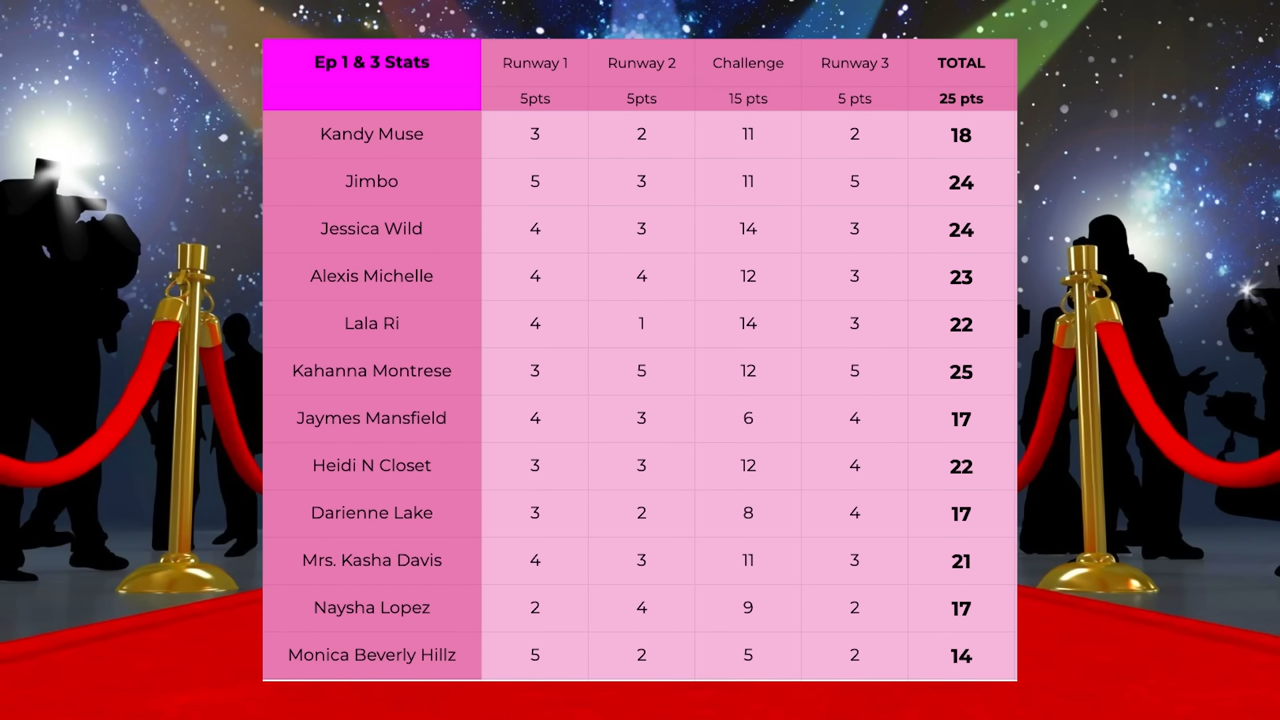 Ep 1 & 3 Stats Runway 1 Runway 2 Challenge Runway 3 TOTAL
5pts 5pts 15 pts 5 pts 25 pts
Kandy Muse 3 2 11 2 18
Jimbo 5 3 11 5 24
Jessica Wild 4 3 14 3 24
Alexis Michelle 4 4 12 3 23
Lala Ri 4 1 14 3 22
Kahanna Montrese 3 5 12 5 25
Jaymes Mansfield 4 3 6 4 17
Heidi N Closet 3 3 12 4 22
Darienne Lake 3 2 8 4 17
Mrs. Kasha Davis 4 3 11 3 21
Naysha Lopez 2 4 9 2 17
Monica Beverly Hillz 5 2 5 2 14